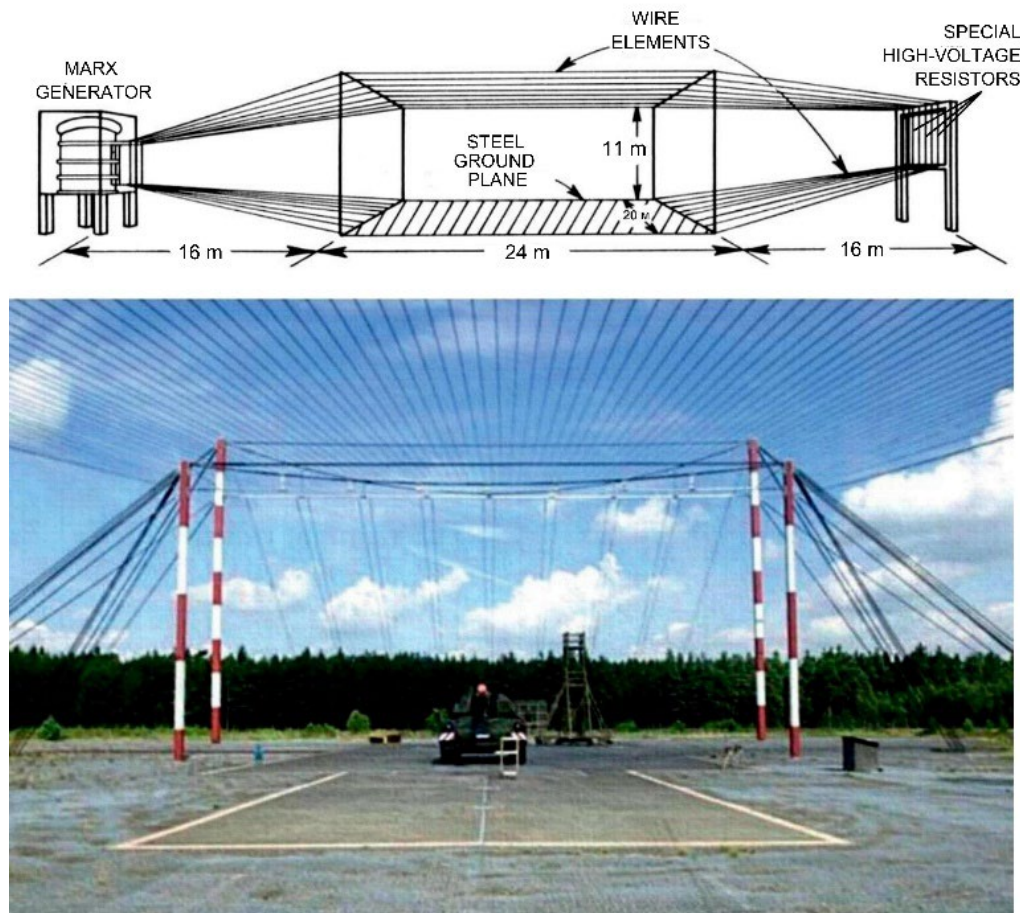 WIRE
ELEMENTS
SPECIAL
HIGH-VOLTAGE
RESISTORS
MARX
GENERATOR
STEEL
GROUND
PLANE
11 m
20 м
16 m
24 m
16 m